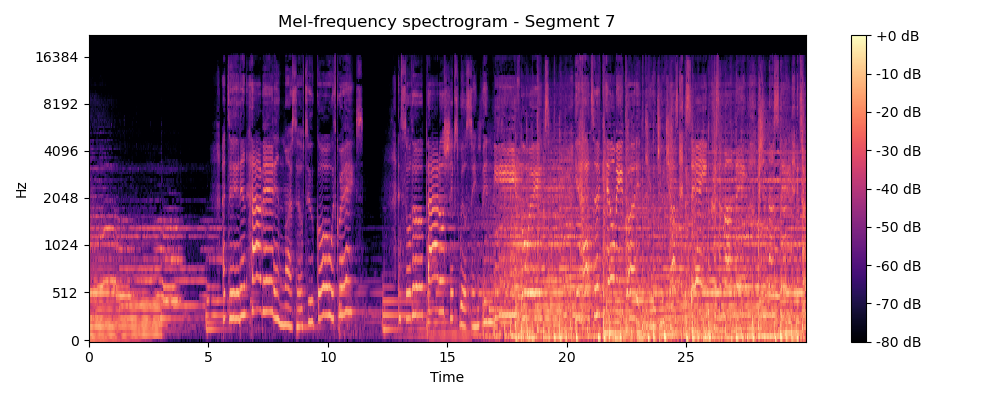 Mel-frequency spectrogram - Segment 7
Hz
16384
8192
4096
2048
1024
512
0
0 5 10 15 20 25
Time
+0 dB
-10 dB
-20 dB
-30 dB
-40 dB
-50 dB
-60 dB
-70 dB
-80 dB